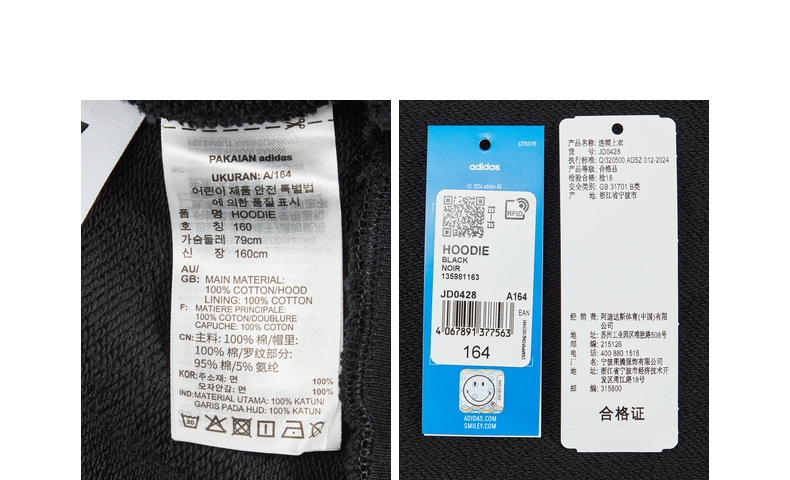 PAKAIAN adidas
UKURAN: A/164
어린이 제품 안전 특별법
에 의한 품질 표시
품 명 HOODIE
호 칭 160
가슴둘레 79cm
신 장 160cm
AU/
GB: MAIN MATERIAL:
100% COTTON/HOOD
LINING: 100% COTTON
F: MATIERE PRINCIPALE:
100% COTON/DOUBLURE
CAPUCHE: 100% COTON
CN: 主料: 100% 棉/帽里:
100% 棉/罗纹部分:
95% 棉/5% 氨纶
KOR: 주소재: 면 100%
모자안감: 면 100%
IND: MATERIAL UTAMA: 100% KATUN/
GARIS PADA HUD: 100% KATUN
30
adidas
© 2024 adidas AG
RFID
HOODIE
BLACK
NOIR
135981163
JD0428 A164
EAN
4 067891 377563
164
ADIDAS.COM
SMILEY.COM
产品名称: 连帽上衣
货 号: JD0428
执行标准: Q/320500 ADSZ 012-2024
产品等级: 合格品
检验合格: 检18
安全类别: GB 31701 B类
产 地: 浙江省宁波市
经 销 商: 阿迪达斯体育(中国)有限
公司
地 址: 苏州工业园区唯胜路508号
邮 编: 215126
电 话: 400 880 1515
厂 名: 宁波图腾服饰有限公司
地 址: 浙江省宁波市经济技术开
发区甬江路18号
邮 编: 315800
合格证